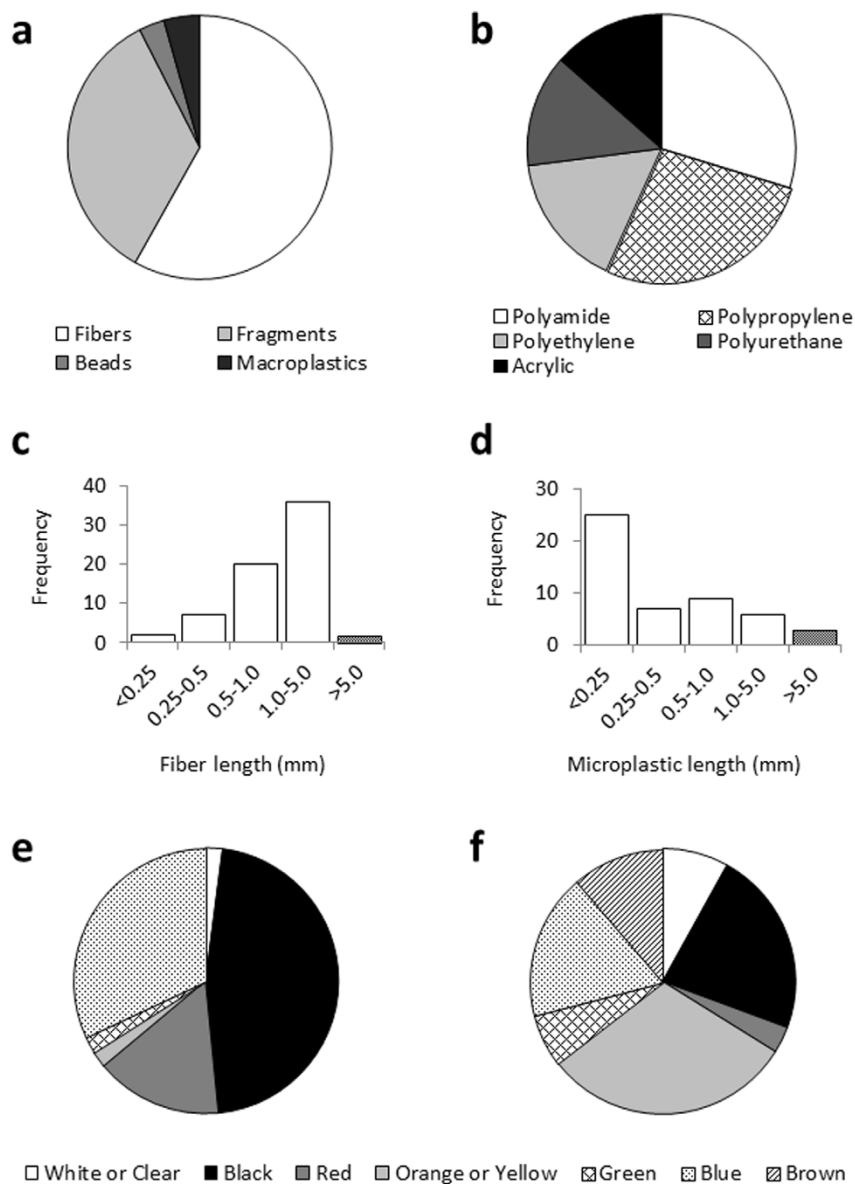 a
b
Fibers Fragments
Beads Macroplastics
Polyamide Polypropylene
Polyethylene Polyurethane
Acrylic
c
Frequency
40
30
20
10
0
<0.25 0.25-0.5 0.5-1.0 1.0-5.0 >5.0
Fiber length (mm)
d
Frequency
30
20
10
0
<0.25 0.25-0.5 0.5-1.0 1.0-5.0 >5.0
Microplastic length (mm)
e
f
White or Clear Black Red Orange or Yellow Green Blue Brown